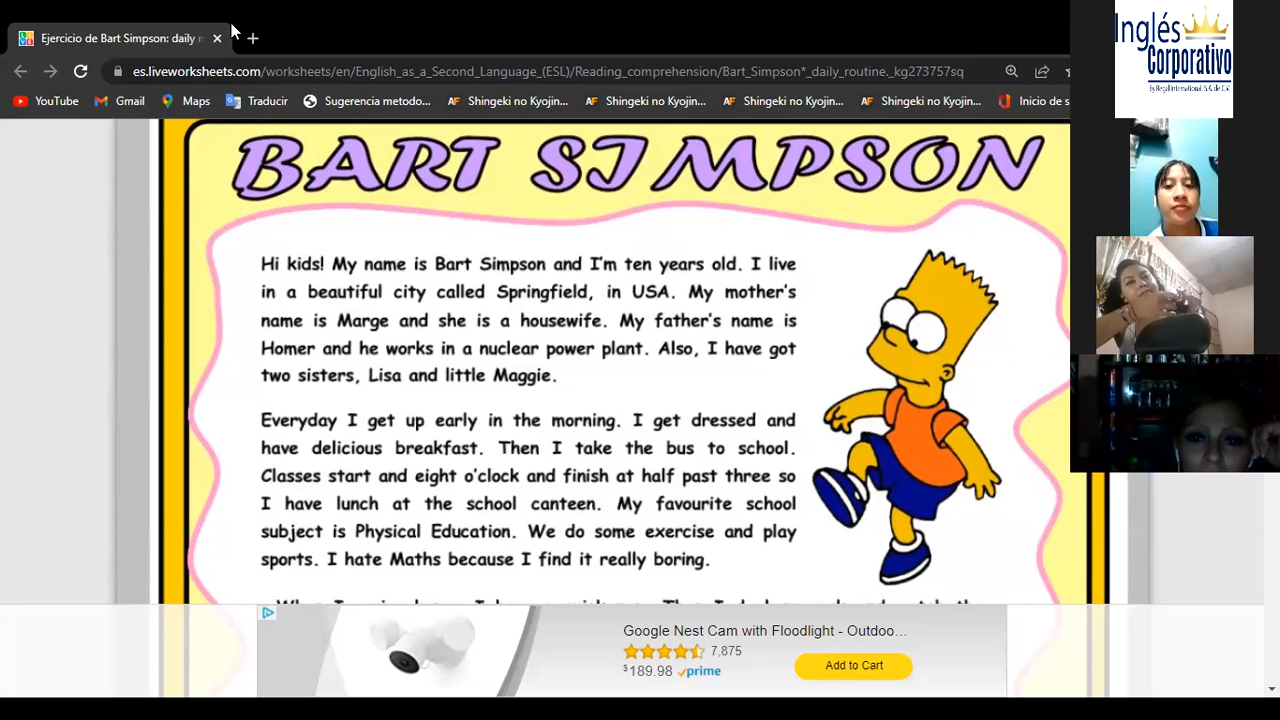 Ejercicio de Bart Simpson: daily r
es.liveworksheets.com/worksheets/en/English_as_a_Second_Language_(ESL)/Reading_comprehension/Bart_Simpson*_daily_routine._kg273757sq
YouTube Gmail Maps Traducir Sugerencia metodo... Shingeki no Kyojin... Shingeki no Kyojin... Shingeki no Kyojin... Shingeki no Kyojin... Inicio de s
Inglés
Corporativo
By Regal International, S.A. de C.V.
BART SIMPSON
Hi kids! My name is Bart Simpson and I'm ten years old. I live
in a beautiful city called Springfield, in USA. My mother's
name is Marge and she is a housewife. My father's name is
Homer and he works in a nuclear power plant. Also, I have got
two sisters, Lisa and little Maggie.
Everyday I get up early in the morning. I get dressed and
have delicious breakfast. Then I take the bus to school.
Classes start and eight o'clock and finish at half past three so
I have lunch at the school canteen. My favourite school
subject is Physical Education. We do some exercise and play
sports. I hate Maths because I find it really boring.
Google Nest Cam with Floodlight - Outdoo...
7,875
$189.98 prime
Add to Cart